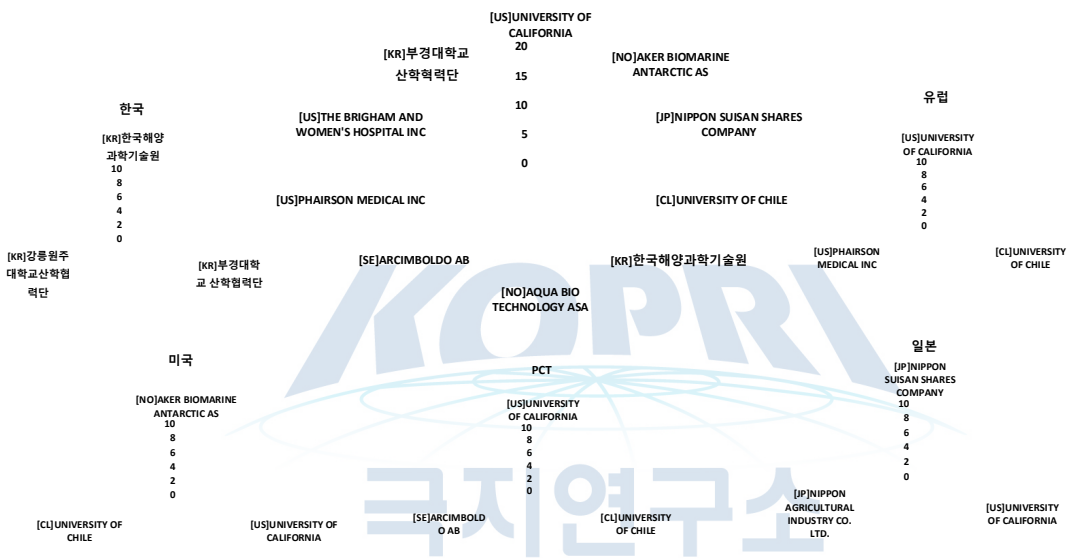 [US]UNIVERSITY OF
CALIFORNIA
20
15
10
5
0
[NO]AKER BIOMARINE
ANTARCTIC AS
[JP]NIPPON SUISAN SHARES
COMPANY
[CL]UNIVERSITY OF CHILE
[KR]한국해양과학기술원
[NO]AQUA BIO
TECHNOLOGY ASA
[SE]ARCIMBOLDO AB
[US]PHAIRSON MEDICAL INC
[US]THE BRIGHAM AND
WOMEN'S HOSPITAL INC
[KR]부경대학교
산학혁력단
한국
[KR]한국해양
과학기술원
10
8
6
4
2
0
[KR]강릉원주
대학교산학협
력단
[KR]부경대학
교 산학협력단
유럽
[US]UNIVERSITY
OF CALIFORNIA
10
8
6
4
2
0
[US]PHAIRSON
MEDICAL INC
[CL]UNIVERSITY
OF CHILE
미국
[NO]AKER BIOMARINE
ANTARCTIC AS
10
8
6
4
2
0
[CL]UNIVERSITY OF
CHILE
[US]UNIVERSITY OF
CALIFORNIA
PCT
[US]UNIVERSITY
OF CALIFORNIA
10
8
6
4
2
0
[SE]ARCIMBOLD
O AB
[CL]UNIVERSITY
OF CHILE
일본
[JP]NIPPON
SUISAN SHARES
COMPANY
10
8
6
4
2
0
[JP]NIPPON
AGRICULTURAL
INDUSTRY CO.
LTD.
[US]UNIVERSITY
OF CALIFORNIA
KOPRI
극지연구소